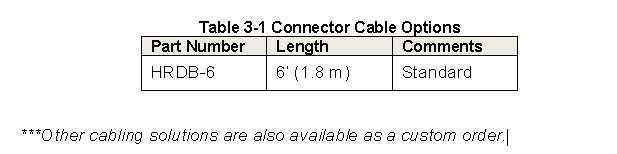 Table 3-1 Connector Cable Options
Part Number Length Comments
HRDB-6 6' (1.8 m) Standard
***Other cabling solutions are also available as a custom order.